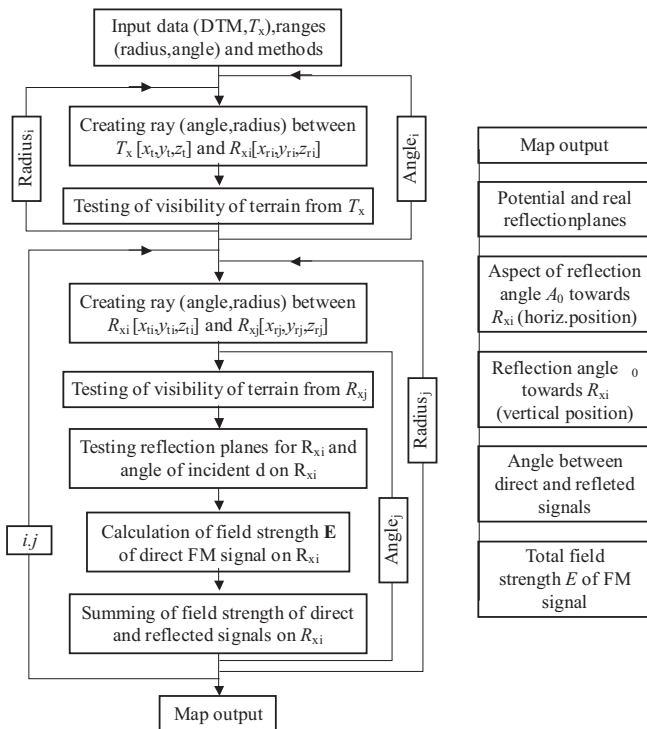 Input data (DTM,Tx),ranges
(radius,angle) and methods
Radiusi
Anglei
Creating ray (angle,radius) between
Tx [xt,yt,zt] and Rxi[xri,yri,zri]
Testing of visibility of terrain from Tx
Creating ray (angle,radius) between
Rxi [xti,yti,zti] and Rxj[xrj,yrj,zrj]
Testing of visibility of terrain from Rxj
Testing reflection planes for Rxi and
angle of incident d on Rxi
Calculation of field strength E
of direct FM signal on Rxi
Summing of field strength of
direct and reflected signals on Rxi
i.j
Anglej
Radiusj
Map output
Map output
Potential and real
reflectionplanes
Aspect of reflection
angle A0 towards
Rxi (horiz.position)
Reflection angle 0
towards Rxi
(vertical position)
Angle between
direct and refleted
signals
Total field
strength E of FM
signal